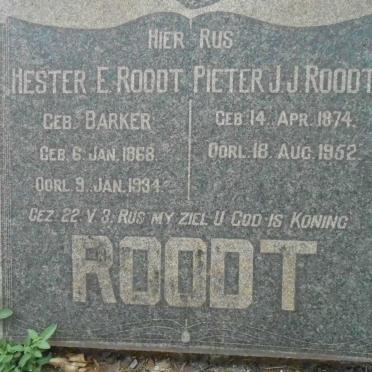 HIER RUS
HESTER E. ROODT PIETER J.J ROODT
GEB. BARKER GEB. 14. APR. 1874.
GEB. 6. JAN. 1868. OORL. 18. AUG. 1952.
OORL. 9. JAN. 1934.
GEZ. 22. V 3. RUS MY ZIEL U GOD IS KONING
ROODT